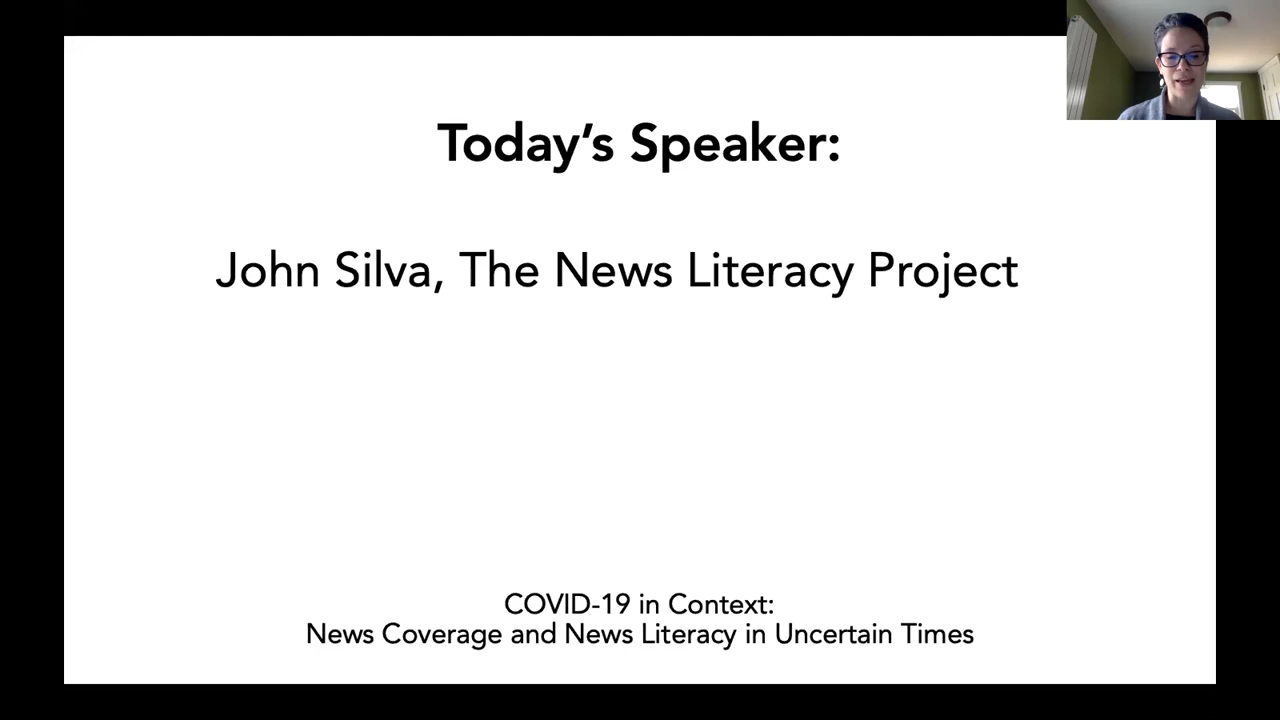 Today’s Speaker:
John Silva, The News Literacy Project
COVID-19 in Context:
News Coverage and News Literacy in Uncertain Times